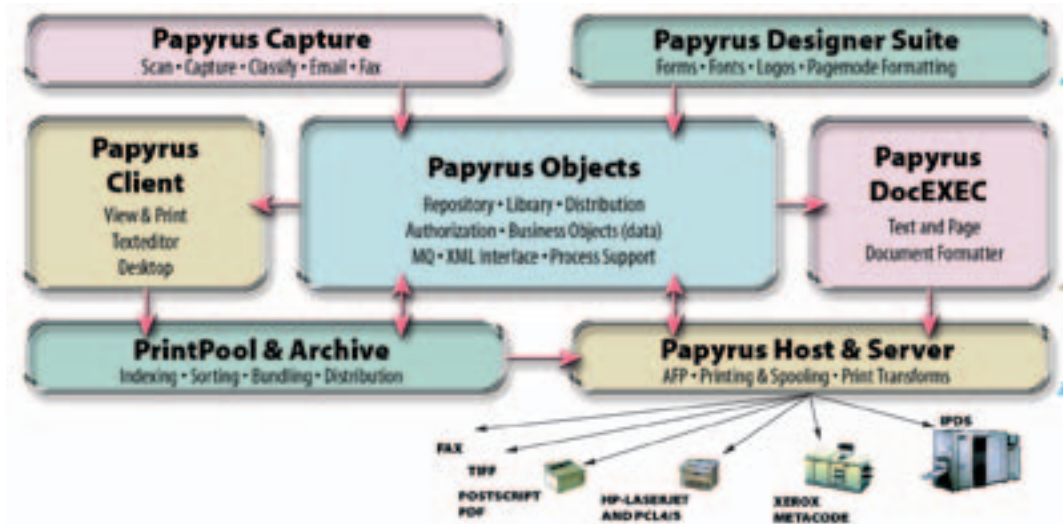 Papyrus Capture
Scan • Capture • Classify • Email • Fax
Papyrus Designer Suite
Forms • Fonts • Logos • Pagemode Formatting
Papyrus
Client
View & Print
Texteditor
Desktop
Papyrus Objects
Repository • Library • Distribution
Authorization • Business Objects (data)
MQ • XML Interface • Process Support
Papyrus
DocEXEC
Text and Page
Document Formatter
PrintPool & Archive
Indexing • Sorting • Bundling • Distribution
Papyrus Host & Server
AFP • Printing & Spooling • Print Transforms
FAX
TIFF
POSTSCRIPT
PDF
HP-LASERJET
AND PCL4/5
XEROX
METACODE
IPDS